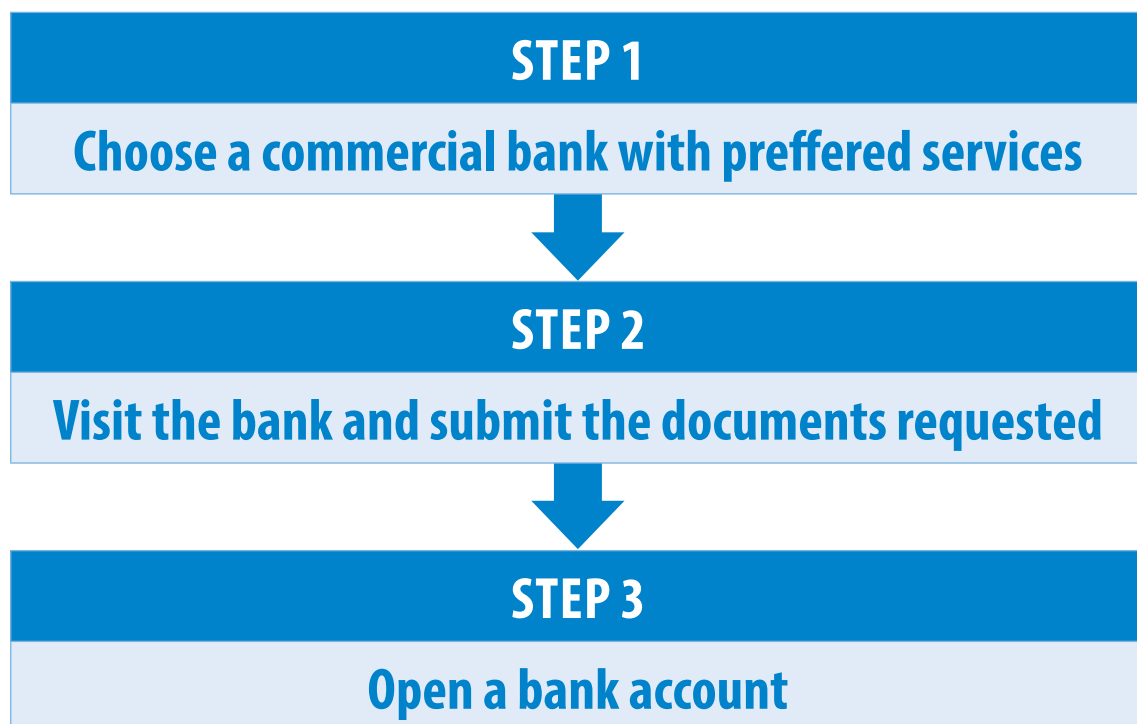 STEP 1
Choose a commercial bank with preffered services
STEP 2
Visit the bank and submit the documents requested
STEP 3
Open a bank account